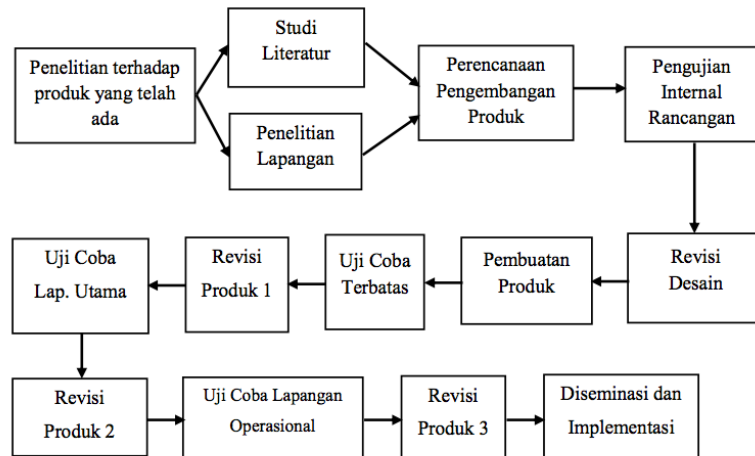 Penelitian terhadap
produk yang telah
ada
Studi
Literatur
Penelitian
Lapangan
Perencanaan
Pengembangan
Produk
Pengujian
Internal
Rancangan
Revisi
Desain
Pembuatan
Produk
Uji Coba
Terbatas
Revisi
Produk 1
Uji Coba
Lap. Utama
Revisi
Produk 2
Uji Coba Lapangan
Operasional
Revisi
Produk 3
Diseminasi dan
Implementasi